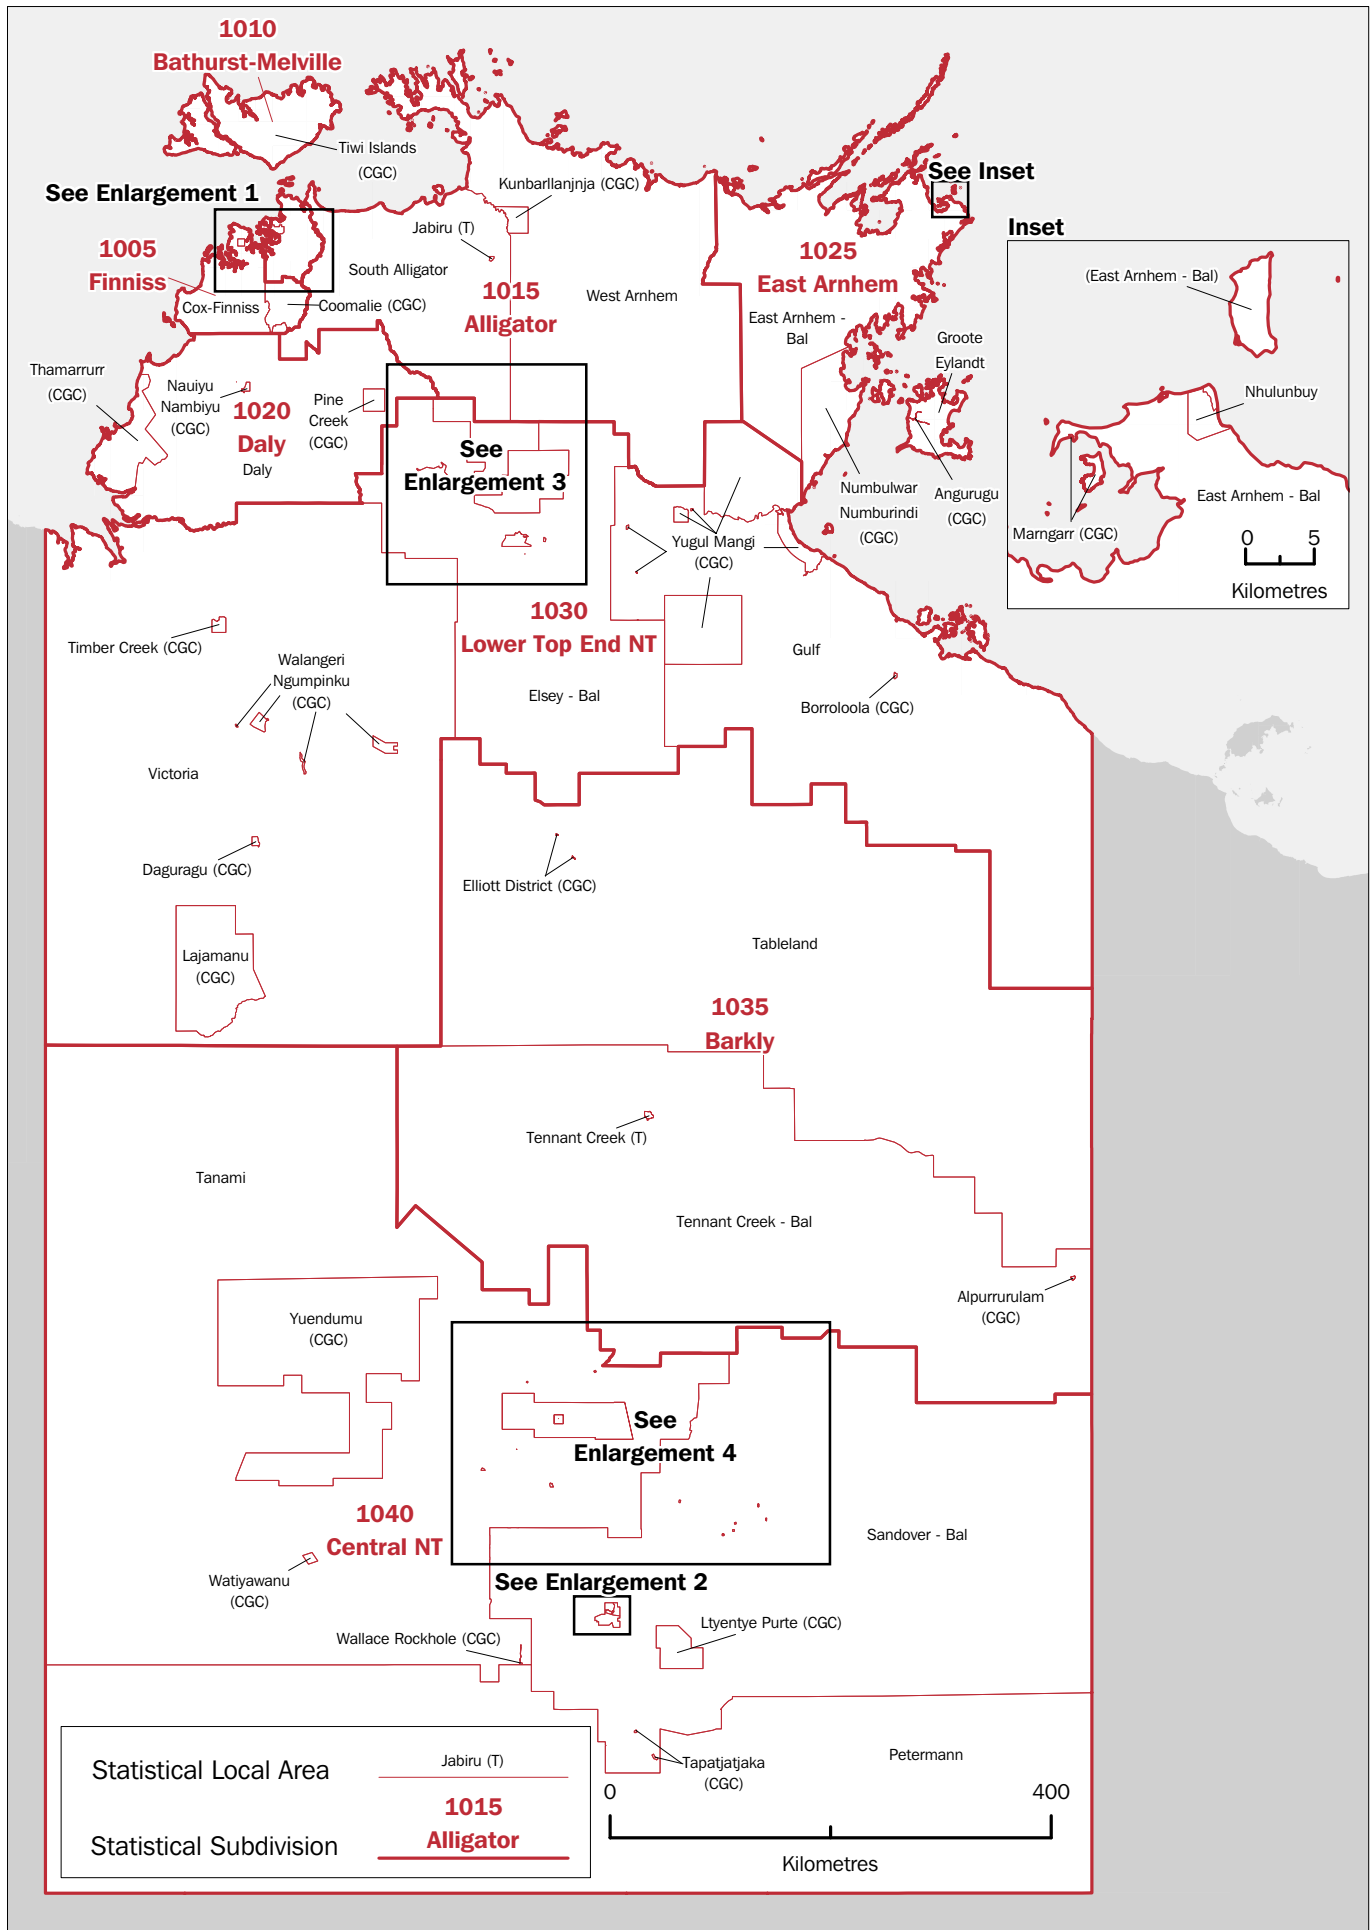 1010
Bathurst-Melville
Tiwi Islands
(CGC)
See Enlargement 1
Kunbarllanjnja (CGC)
See Inset
Jabiru (T)
1005
Finniss
South Alligator
Cox-Finniss
Coomalie (CGC)
1015
Alligator
West Arnhem
1025
East Arnhem
East Arnhem -
Bal
Groote
Eylandt
Inset
(East Arnhem - Bal)
Nhulunbuy
East Arnhem - Bal
Marngarr (CGC)
0 5
Kilometres
Thamarrurr
(CGC)
Nauiyu
Nambiyu
(CGC)
1020
Daly
Daly
Pine
Creek
(CGC)
See
Enlargement 3
Numbulwar
Numburindi
(CGC)
Angurugu
(CGC)
Yugul Mangi
(CGC)
1030
Lower Top End NT
Timber Creek (CGC)
Walangeri
Ngumpinku
(CGC)
Elsey - Bal
Gulf
Borroloola (CGC)
Victoria
Daguragu (CGC)
Elliott District (CGC)
Lajamanu
(CGC)
Tableland
1035
Barkly
Tennant Creek (T)
Tanami
Tennant Creek - Bal
Alpurrurulam
(CGC)
Yuendumu
(CGC)
See
Enlargement 4
1040
Central NT
Sandover - Bal
Watiyawanu
(CGC)
See Enlargement 2
Ltyentye Purte (CGC)
Wallace Rockhole (CGC)
Tapatjatjaka
(CGC)
Petermann
Statistical Local Area
Jabiru (T)
1015
Alligator
Statistical Subdivision
0 400
Kilometres